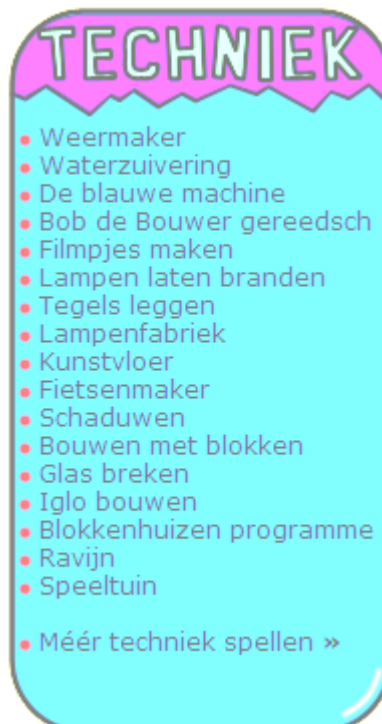 TECHNIEK
• Weermaker
• Waterzuivering
• De blauwe machine
• Bob de Bouwer gereedsch
• Filmpjes maken
• Lampen laten branden
• Tegels leggen
• Lampenfabriek
• Kunstvloer
• Fietsenmaker
• Schaduwen
• Bouwen met blokken
• Glas breken
• Iglo bouwen
• Blokkenhuizen programme
• Ravijn
• Speeltuin
• Méér techniek spellen »